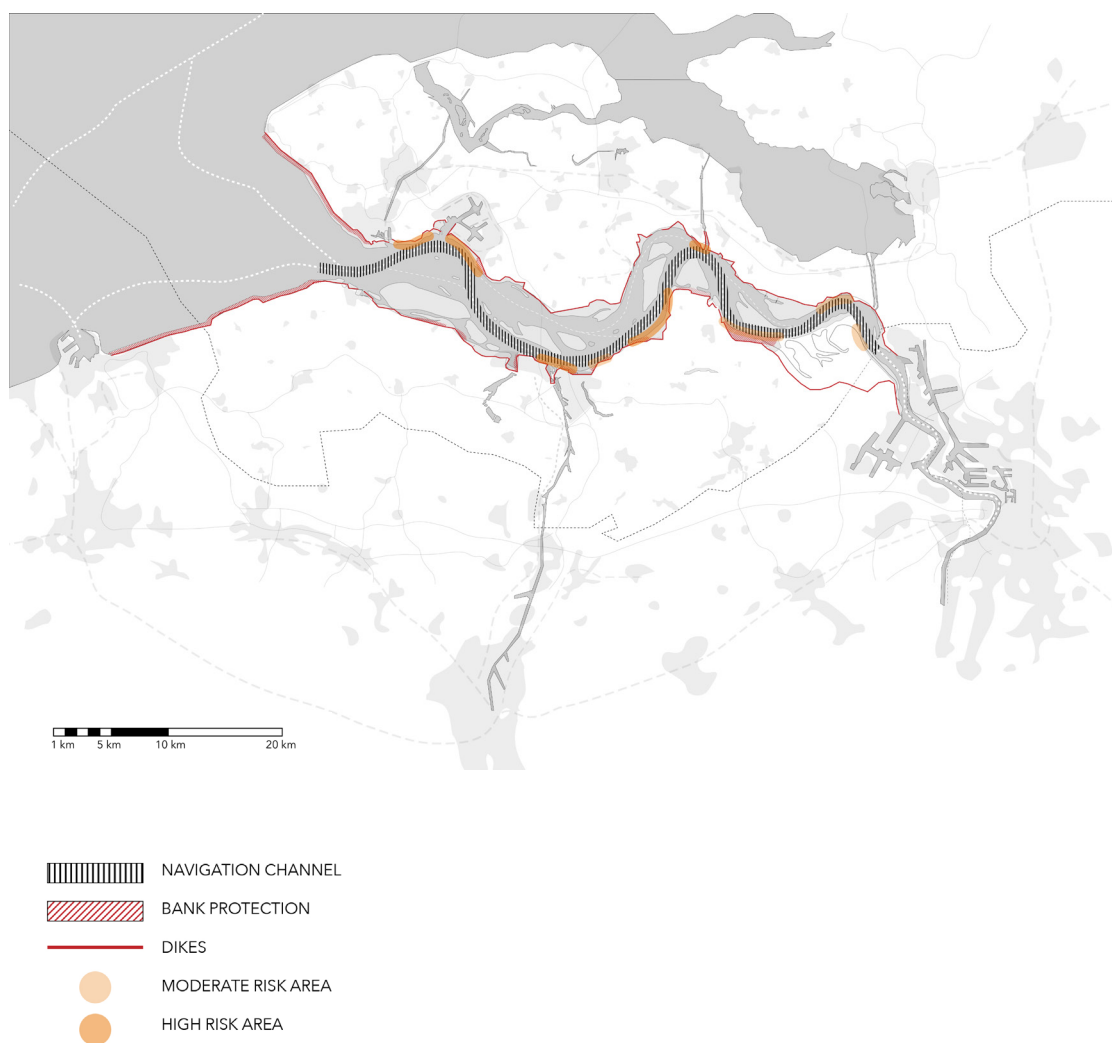 1 km 5 km 10 km 20 km
NAVIGATION CHANNEL
BANK PROTECTION
DIKES
MODERATE RISK AREA
HIGH RISK AREA